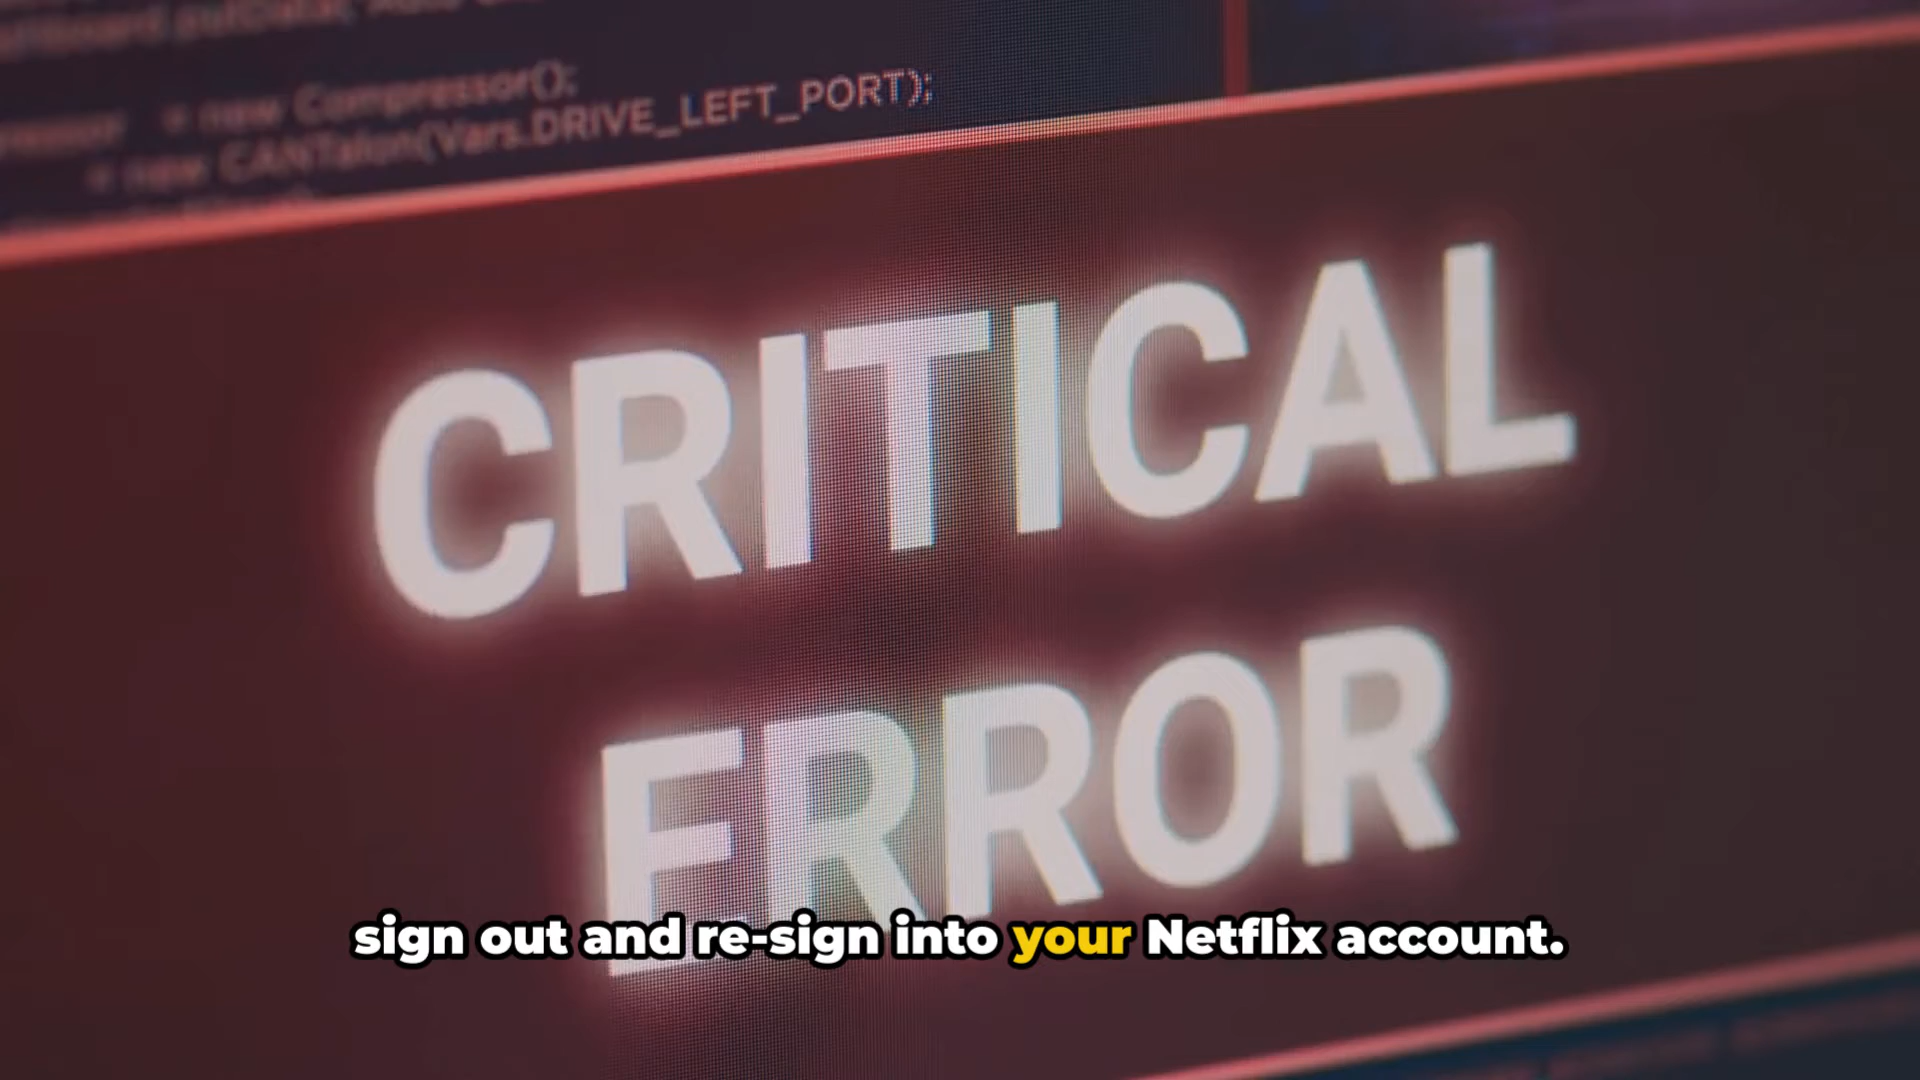 = new Compressor();
= new CANTalon(Vars.DRIVE_LEFT_PORT);
CRITICAL
ERROR
sign out and re-sign into your Netflix account.